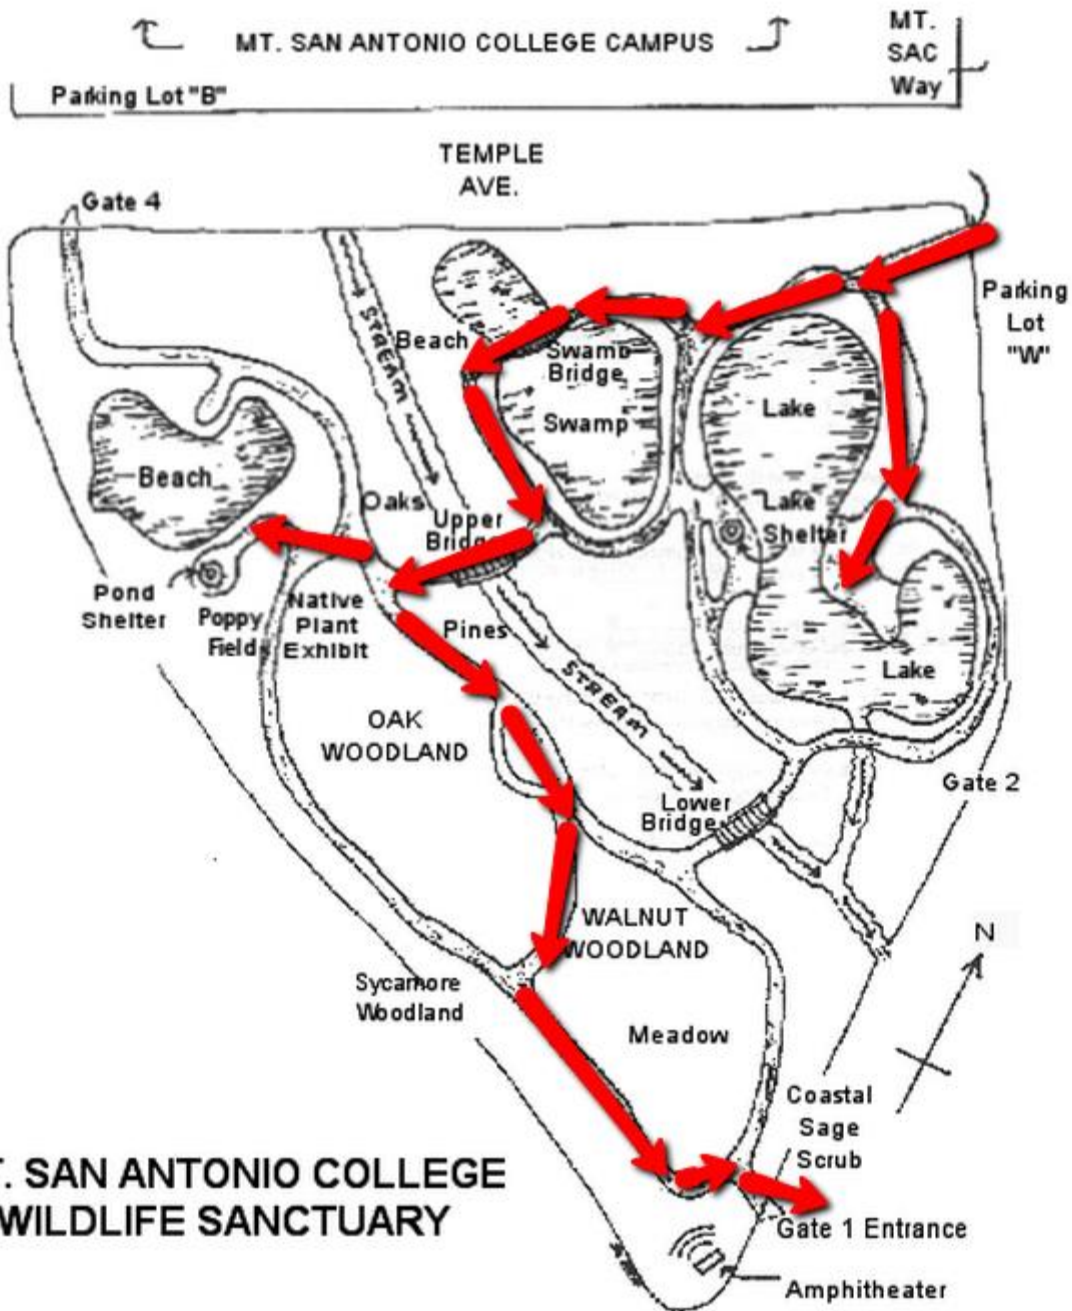 MT. SAN ANTONIO COLLEGE CAMPUS
MT.
SAC
Way
Parking Lot "B"
TEMPLE
AVE.
Gate 4
Parking
Lot
"W"
STREAM
Beach
Swamp
Bridge
Swamp
Lake
Beach
Oaks
Upper
Bridge
Lake
Shelter
Pond
Shelter
Poppy
Field
Native
Plant
Exhibit
Pines
STREAM
Lake
OAK
WOODLAND
Gate 2
Lower
Bridge
WALNUT
WOODLAND
N
Sycamore
Woodland
Meadow
Coastal
Sage
Scrub
T. SAN ANTONIO COLLEGE
WILDLIFE SANCTUARY
Gate 1 Entrance
Amphitheater